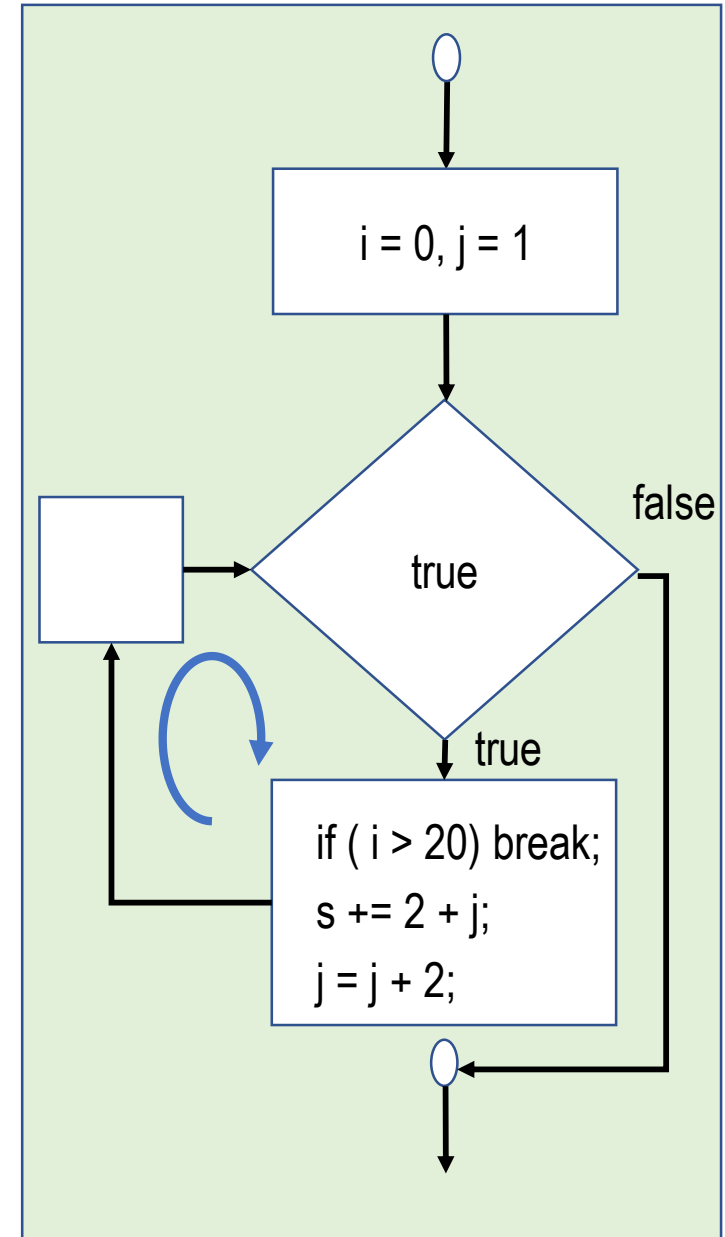 i = 0, j = 1
false
true
true
if ( i > 20) break;
s += 2 + j;
j = j + 2;